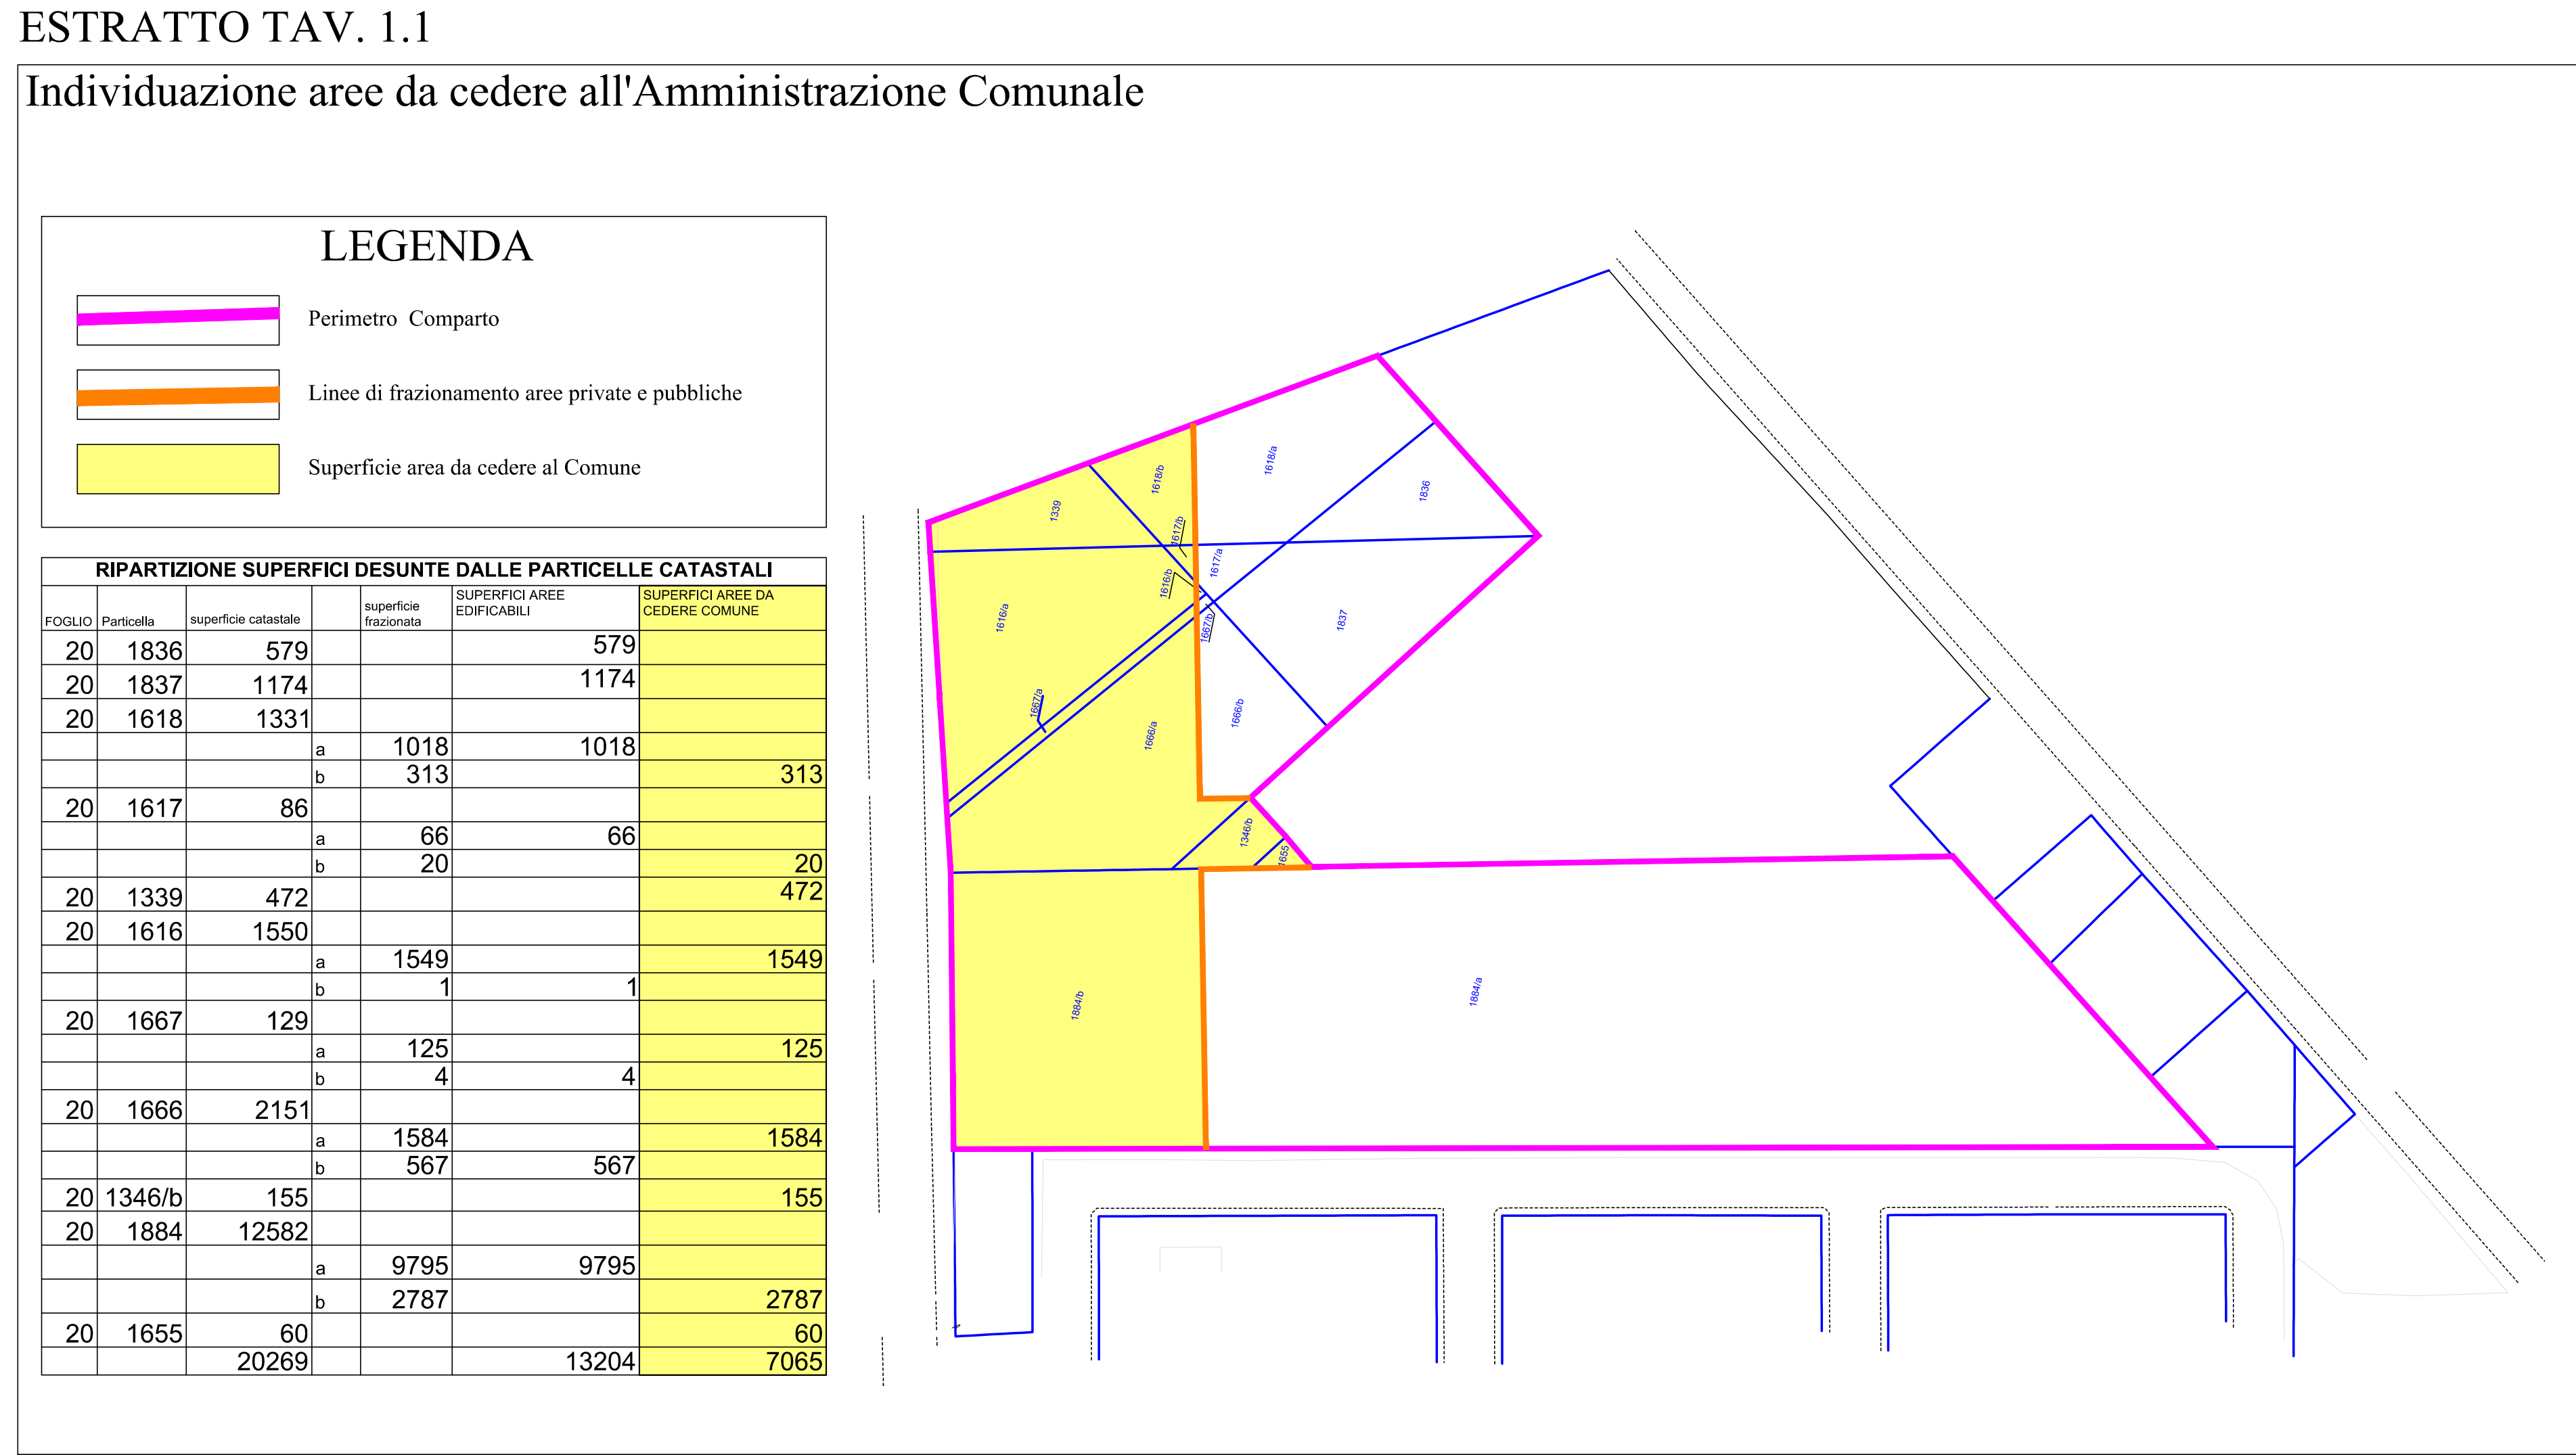 ESTRATTO TAV. 1.1
Individuazione aree da cedere all'Amministrazione Comunale
LEGENDA
Perimetro Comparto
Linee di frazionamento aree private e pubbliche
Superficie area da cedere al Comune
RIPARTIZIONE SUPERFICI DESUNTE DALLE PARTICELLE CATASTALI
FOGLIO Particella superficie catastale superficie frazionata SUPERFICI AREE EDIFICABILI SUPERFICI AREE DA CEDERE COMUNE
20 1836 579 579
20 1837 1174 1174
20 1618 1331
a 1018 1018
b 313 313
20 1617 86
a 66 66
b 20 20
20 1339 472 472
20 1616 1550
a 1549 1549
b 1 1
20 1667 129
a 125 125
b 4 4
20 1666 2151
a 1584 1584
b 567 567
20 1346/b 155 155
20 1884 12582
a 9795 9795
b 2787 2787
20 1655 60 60
20269 13204 7065
1618/a
1618/b
1836
1339
1617/b
1617/a
1616/b
1616/a
1667/b
1837
1667/a
1666/a
1666/b
1346/b
1655
1884/b
1884/a